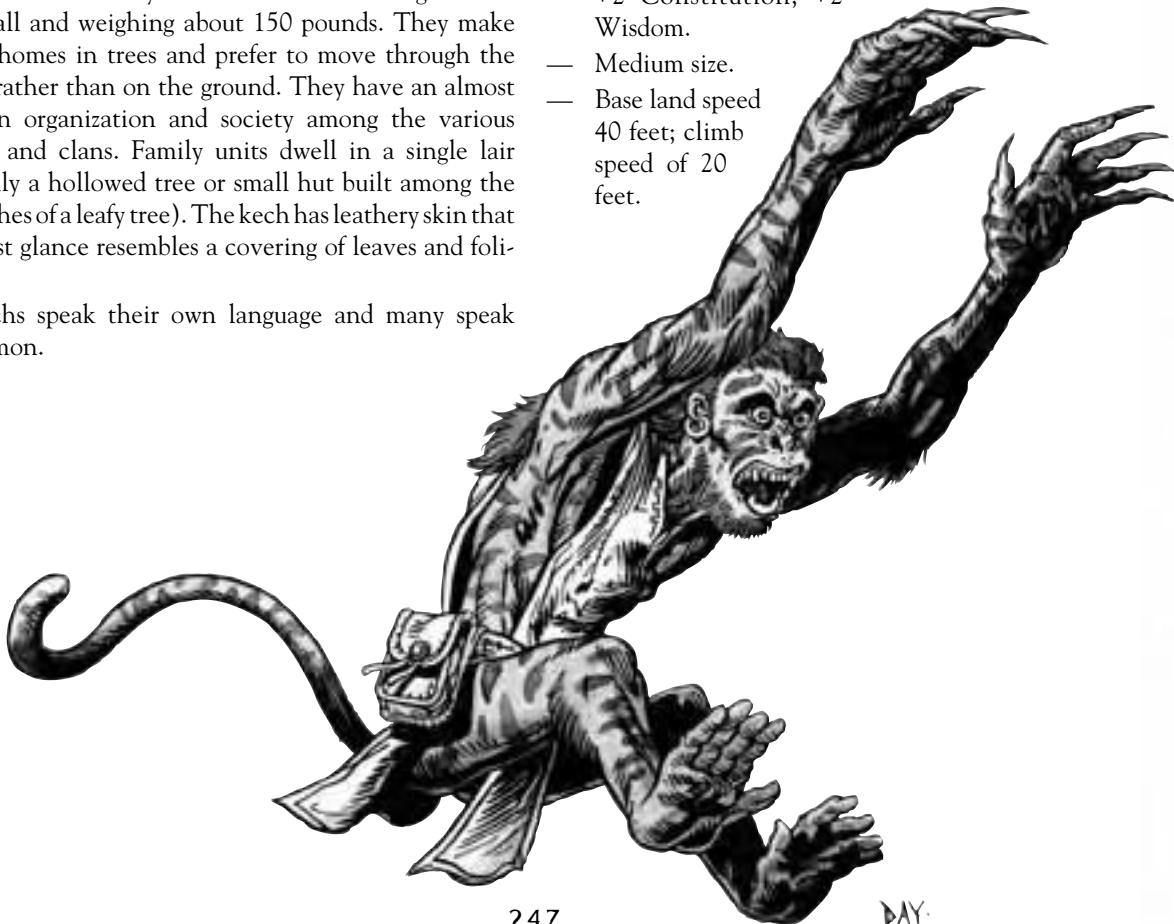 all and weighing about 150 pounds. They make
homes in trees and prefer to move through the
rather than on the ground. They have an almost
n organization and society among the various
and clans. Family units dwell in a single lair
ly a hollowed tree or small hut built among the
hes of a leafy tree). The kech has leathery skin that
st glance resembles a covering of leaves and foli-
hs speak their own language and many speak
mon.
+2 Constitution, +2
Wisdom.
— Medium size.
— Base land speed
40 feet; climb
speed of 20
feet.
247
DAY.